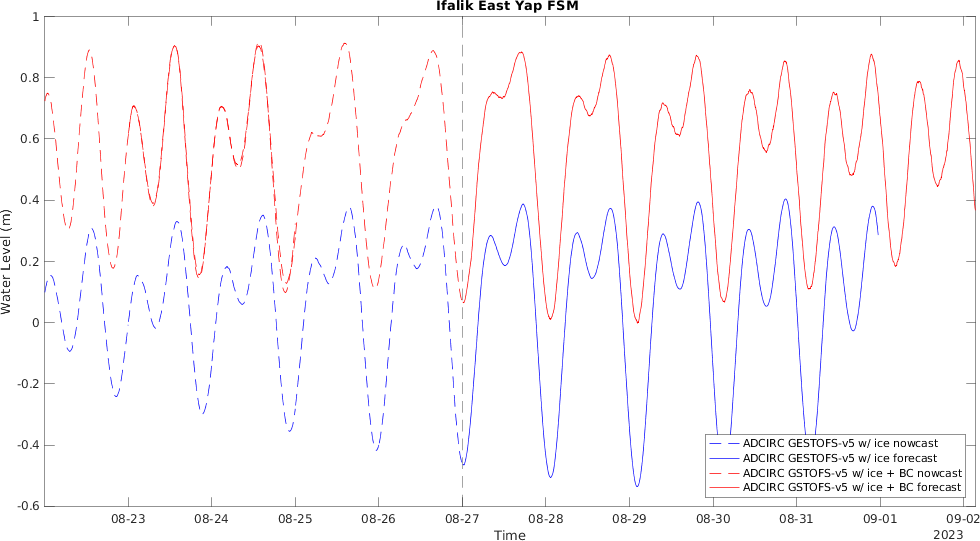 Ifalik East Yap FSM
1
0.8
0.6
0.4
0.2
0
-0.2
-0.4
-0.6
Water Level (m)
ADCIRC GESTOFS-v5 w/ ice nowcast
ADCIRC GESTOFS-v5 w/ ice forecast
ADCIRC GSTOFS-v5 w/ ice + BC nowcast
ADCIRC GSTOFS-v5 w/ ice + BC forecast
08-23 08-24 08-25 08-26 08-27 08-28 08-29 08-30 08-31 09-01 09-02
Time
2023